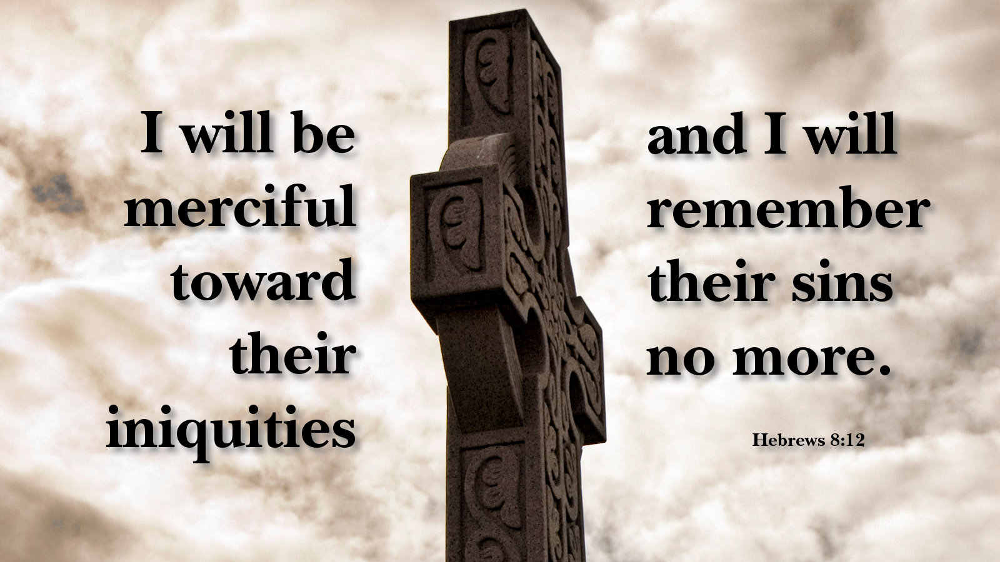 I will be
merciful
toward
their
iniquities
and I will
remember
their sins
no more.
Hebrews 8:12